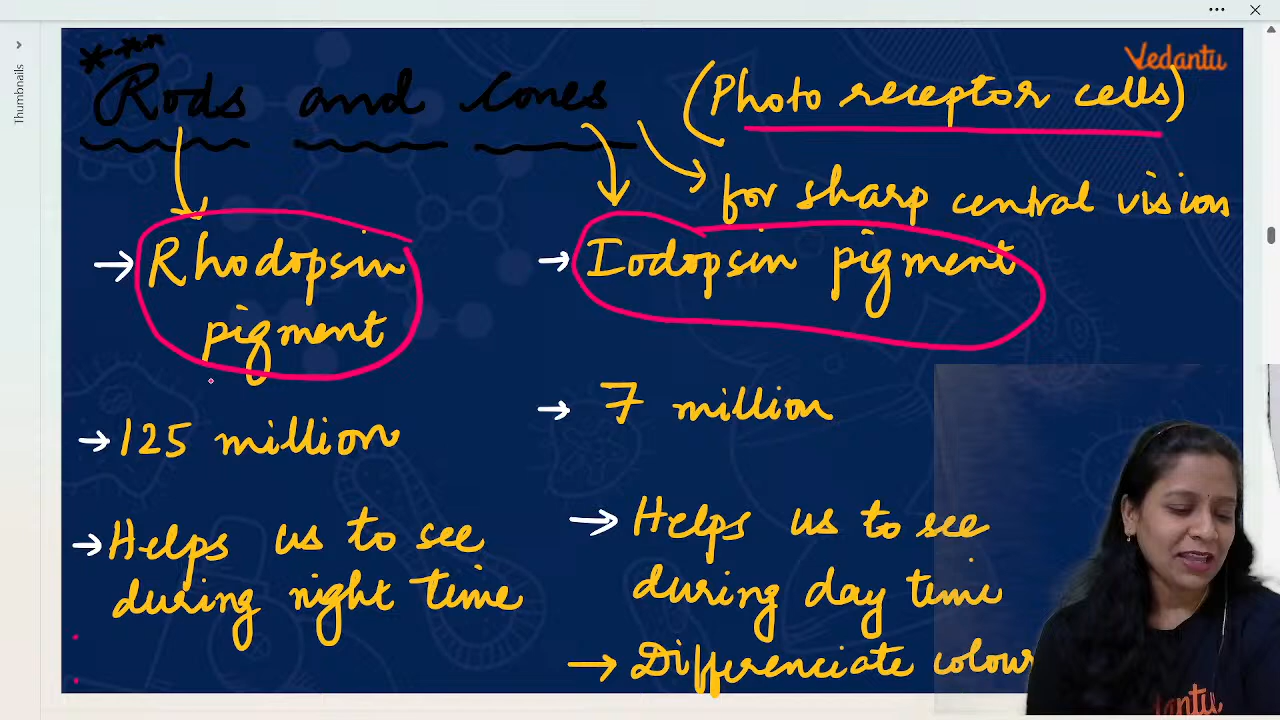 Thumbnails
Vedantu
Rods and Cones (Photo receptor cells)
for sharp central vision
→ Rhodopsin
pigment
→ Iodopsin pigment
→ 125 million
→ 7 million
→ Helps us to see
during night time
→ Helps us to see
during day time
→ Differenciate colour